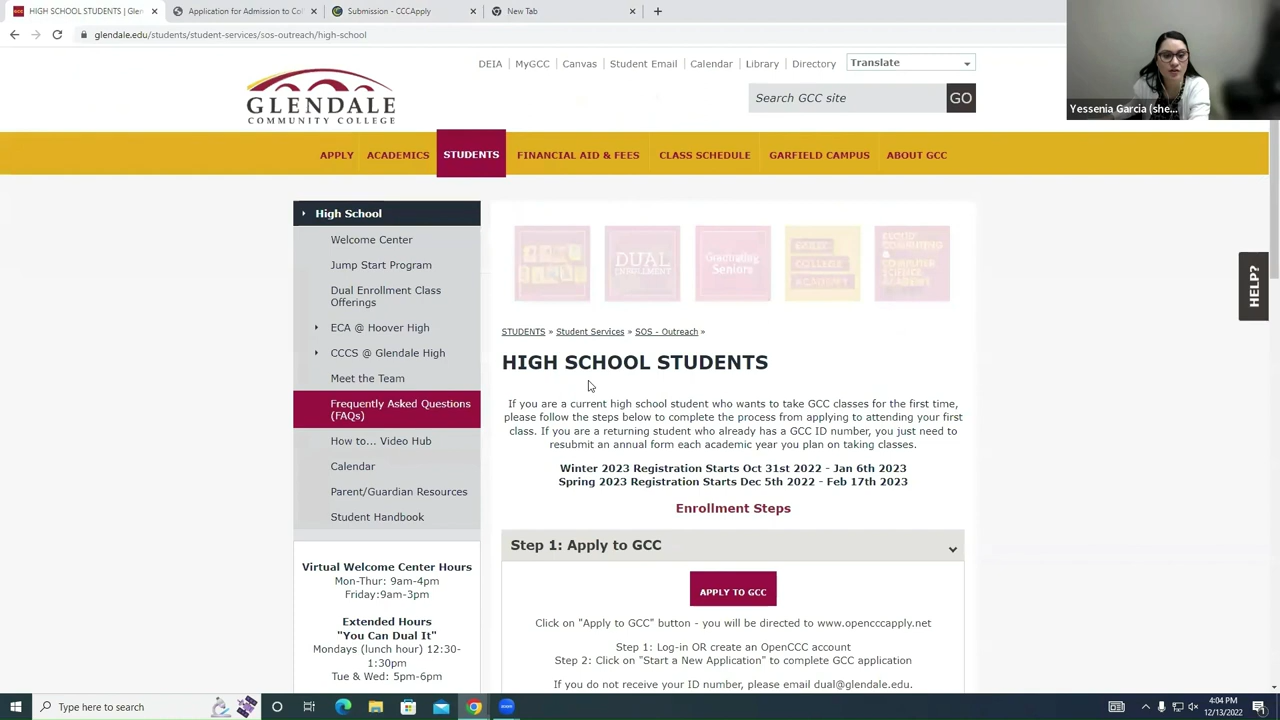 HIGH SCHOOL STUDENTS | Glen
Application for Admission to Coll
Submission - CCCApply
New Tab
glendale.edu/students/student-services/sos-outreach/high-school
DEIA
MyGCC
Canvas
Student Email
Calendar
Library
Directory
Translate
GLENDALE
COMMUNITY COLLEGE
Search GCC site
GO
Yessenia Garcia (she...
APPLY
ACADEMICS
STUDENTS
FINANCIAL AID & FEES
CLASS SCHEDULE
GARFIELD CAMPUS
ABOUT GCC
High School
Welcome Center
Jump Start Program
Dual Enrollment Class
Offerings
ECA @ Hoover High
CCCS @ Glendale High
Meet the Team
Frequently Asked Questions
(FAQs)
How to... Video Hub
Calendar
Parent/Guardian Resources
Student Handbook
Virtual Welcome Center Hours
Mon-Thur: 9am-4pm
Friday:9am-3pm
Extended Hours
"You Can Dual It"
Mondays (lunch hour) 12:30-
1:30pm
Tue & Wed: 5pm-6pm
DUAL
ENROLLMENT
Graduating
Seniors
EARLY
COLLEGE
ACADEMY
CLOUD COMPUTING
&
COMPUTER
SCIENCE
ACADEMY
STUDENTS » Student Services » SOS - Outreach »
HIGH SCHOOL STUDENTS
If you are a current high school student who wants to take GCC classes for the first time,
please follow the steps below to complete the process from applying to attending your first
class. If you are a returning student who already has a GCC ID number, you just need to
resubmit an annual form each academic year you plan on taking classes.
Winter 2023 Registration Starts Oct 31st 2022 - Jan 6th 2023
Spring 2023 Registration Starts Dec 5th 2022 - Feb 17th 2023
Enrollment Steps
Step 1: Apply to GCC
APPLY TO GCC
Click on "Apply to GCC" button - you will be directed to www.opencccapply.net
Step 1: Log-in OR create an OpenCCC account
Step 2: Click on "Start a New Application" to complete GCC application
If you do not receive your ID number, please email dual@glendale.edu.
HELP?
Type here to search
4:04 PM
12/13/2022